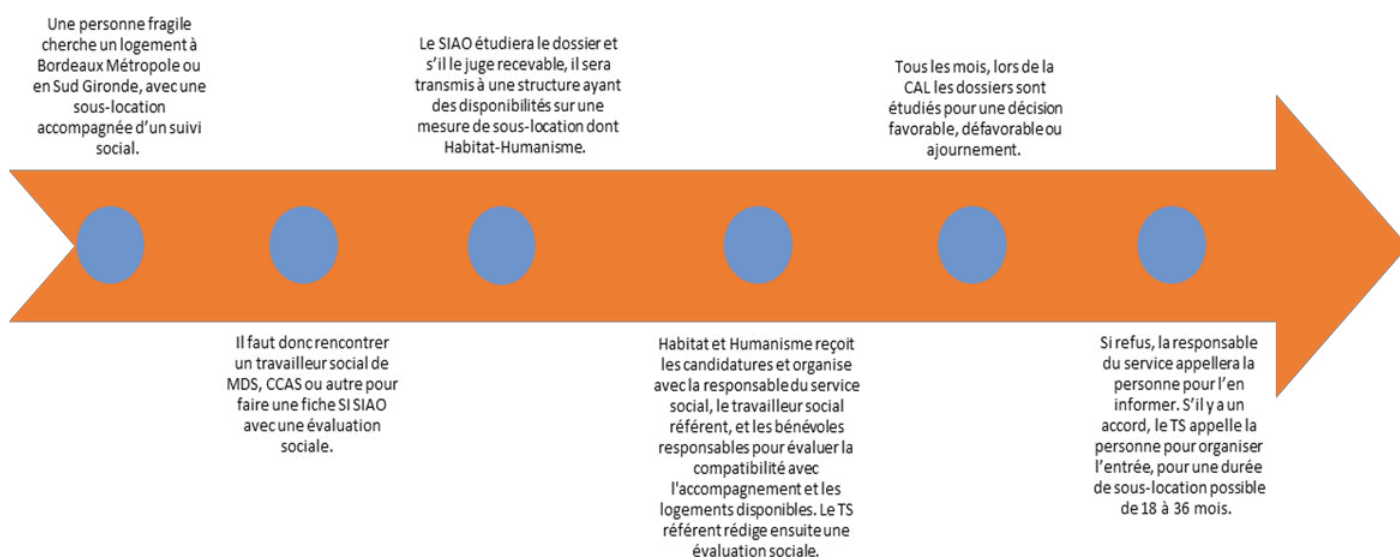 Une personne fragile
cherche un logement à
Bordeaux Métropole ou
en Sud Gironde, avec une
sous-location
accompagnée d’un suivi
social.
Il faut donc rencontrer
un travailleur social de
MDS, CCAS ou autre pour
faire une fiche SI SIAO
avec une évaluation
sociale.
Le SIAO étudiera le dossier et
s’il le juge recevable, il sera
transmis à une structure ayant
des disponibilités sur une
mesure de sous-location dont
Habitat-Humanisme.
Habitat et Humanisme reçoit
les candidatures et organise
avec la responsable du service
social, le travailleur social
référent, et les bénévoles
responsables pour évaluer la
compatibilité avec
l'accompagnement et les
logements disponibles. Le TS
référent rédige ensuite une
évaluation sociale.
Tous les mois, lors de la
CAL les dossiers sont
étudiés pour une décision
favorable, défavorable ou
ajournement.
Si refus, la responsable
du service appellera la
personne pour l’en
informer. S’il y a un
accord, le TS appelle la
personne pour organiser
l’entrée, pour une durée
de sous-location possible
de 18 à 36 mois.